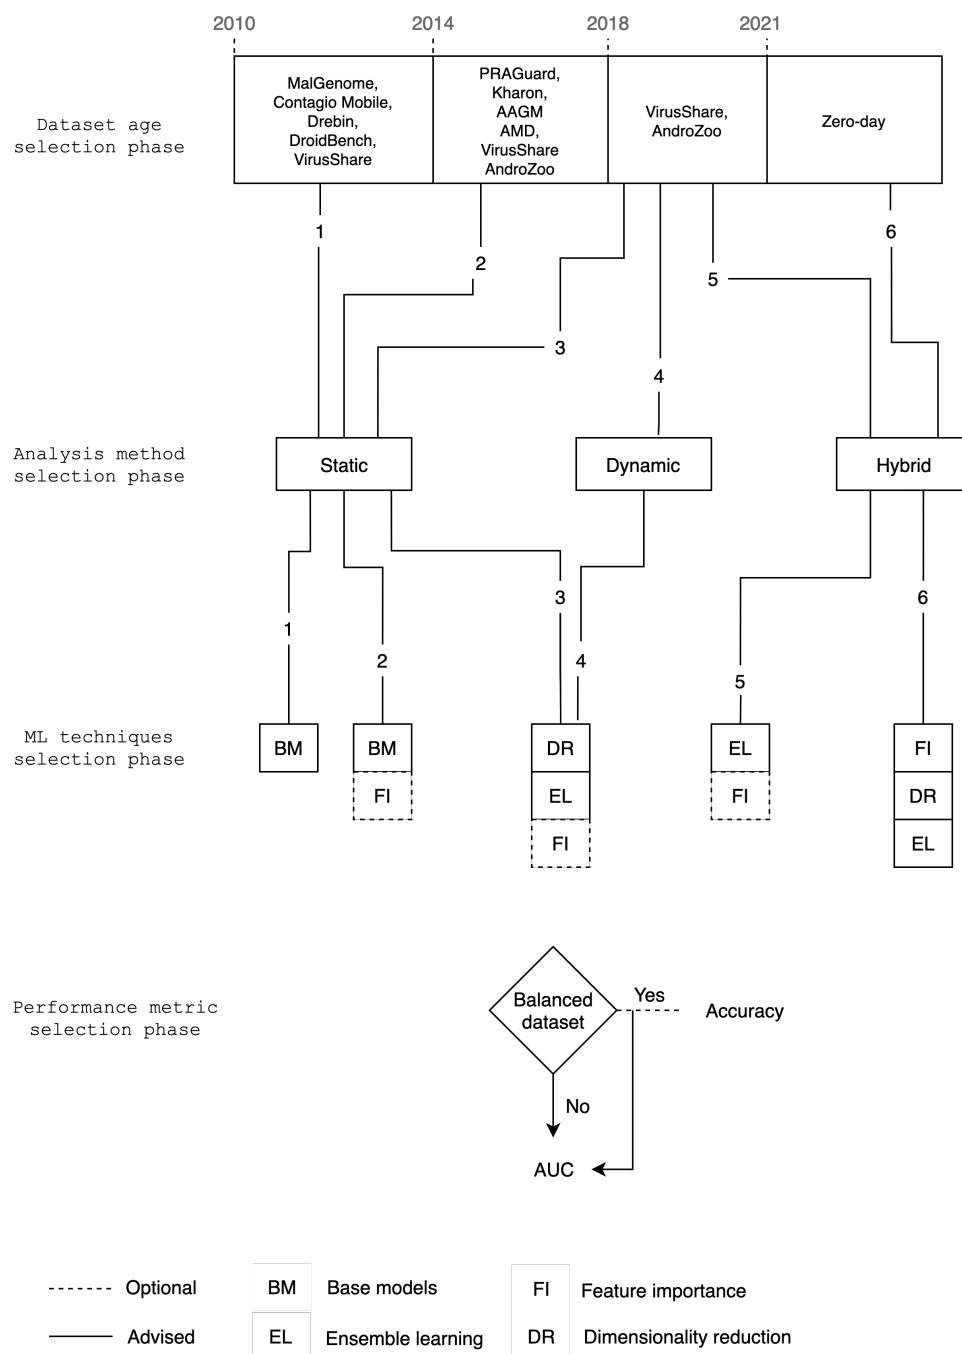 2010 2014 2018 2021
Dataset age
selection phase
MalGenome,
Contagio Mobile,
Drebin,
DroidBench,
VirusShare
PRAGuard,
Kharon,
AAGM
AMD,
VirusShare
AndroZoo
VirusShare,
AndroZoo
Zero-day
1
2
3
4
5
6
Analysis method
selection phase
Static
Dynamic
Hybrid
1
2
3
4
5
6
ML techniques
selection phase
BM
BM
FI
DR
EL
FI
EL
FI
FI
DR
EL
Performance metric
selection phase
Balanced
dataset
Yes
Accuracy
No
AUC
Optional
BM Base models
FI Feature importance
Advised
EL Ensemble learning
DR Dimensionality reduction